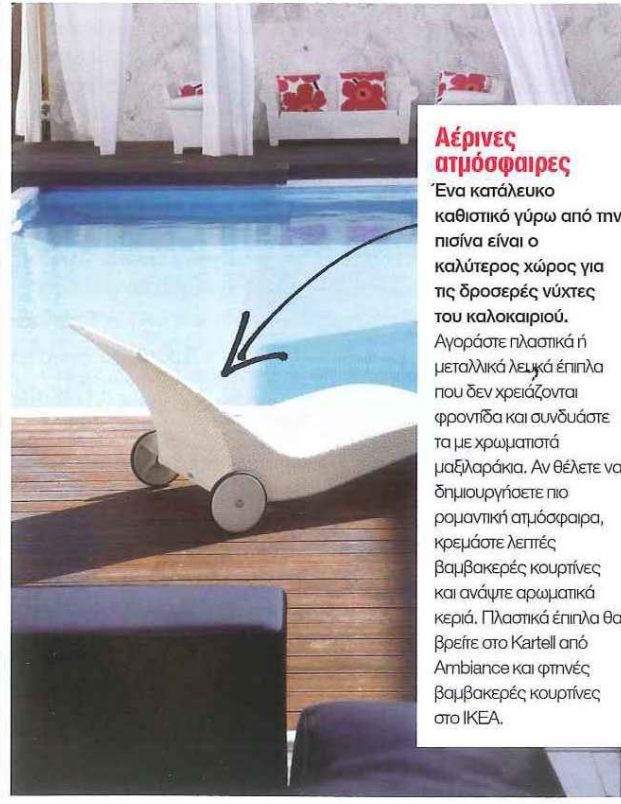 Αέρινες
ατμόσφαιρες
Ένα κατάλευκο
καθιστικό γύρω από την
πισίνα είναι ο
καλύτερος χώρος για
τις δροσερές νύχτες
του καλοκαιριού.
Αγοράστε πλαστικά ή
μεταλλικά λευκά έπιπλα
που δεν χρειάζονται
φροντίδα και συνδυάστε
τα με χρωματιστά
μαξιλαράκια. Αν θέλετε να
δημιουργήσετε πιο
ρομαντική ατμόσφαιρα,
κρεμάστε λεπτές
βαμβακερές κουρτίνες
και ανάψτε αρωματικά
κεριά. Πλαστικά έπιπλα θα
βρείτε στο Kartell από
Ambiance και φτηνές
βαμβακερές κουρτίνες
στο IKEA.